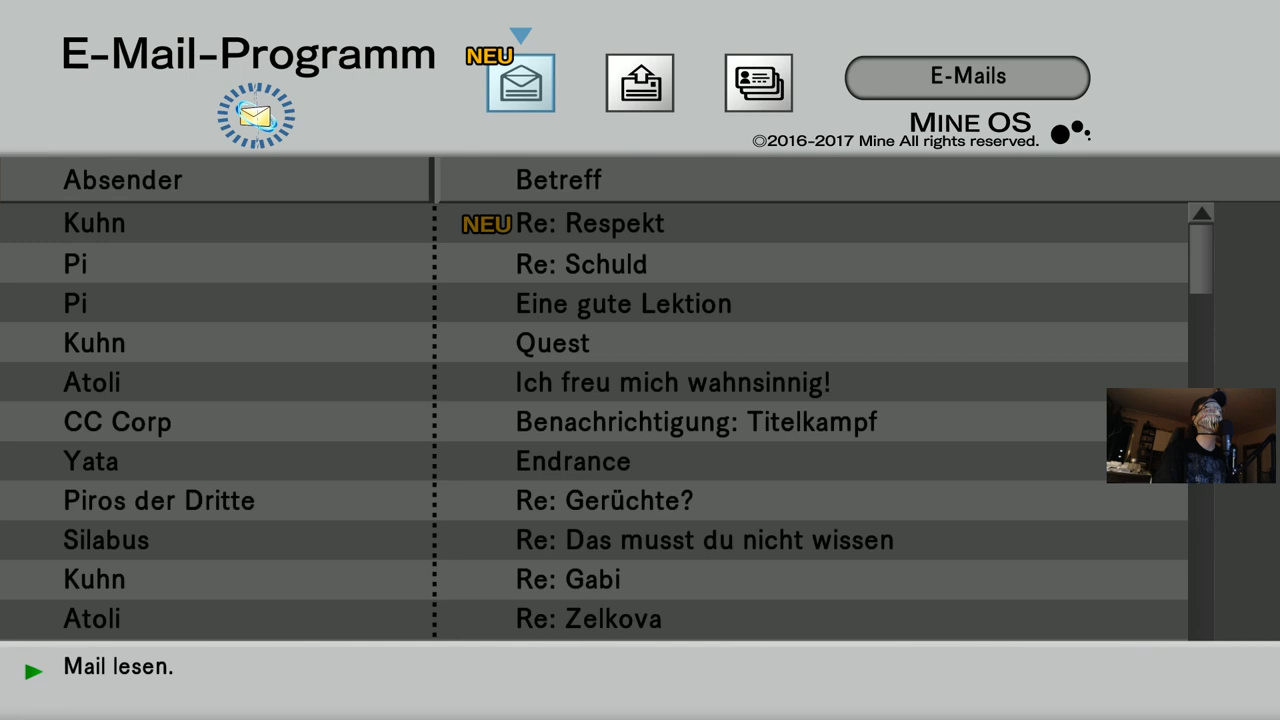 E-Mail-Programm
NEU
E-Mails
MINE OS
©2016-2017 Mine All rights reserved.
Absender Betreff
Kuhn NEU Re: Respekt
Pi Re: Schuld
Pi Eine gute Lektion
Kuhn Quest
Atoli Ich freu mich wahnsinnig!
CC Corp Benachrichtigung: Titelkampf
Yata Endrance
Piros der Dritte Re: Gerüchte?
Silabus Re: Das musst du nicht wissen
Kuhn Re: Gabi
Atoli Re: Zelkova
Mail lesen.